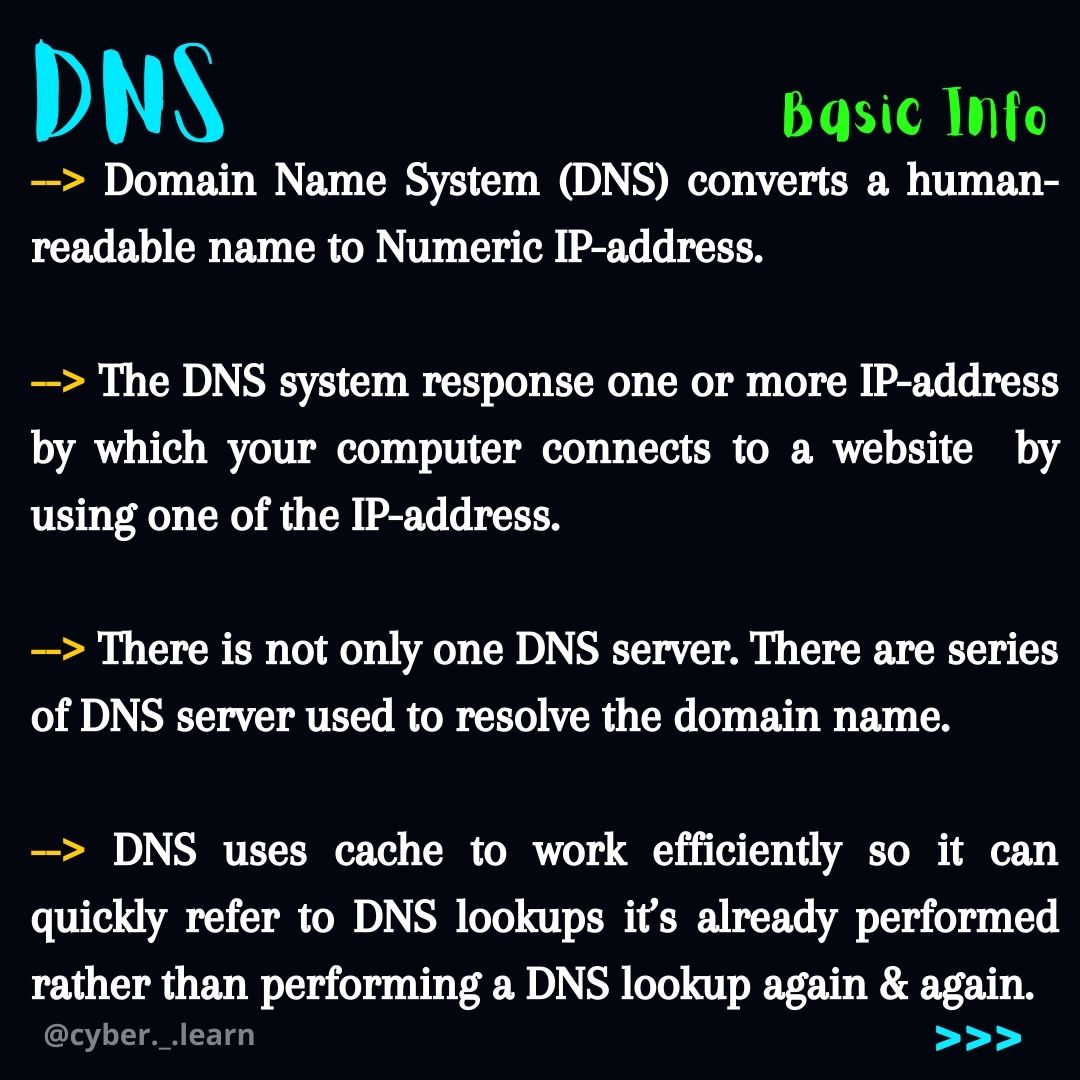 DNS
Basic Info
--> Domain Name System (DNS) converts a human-
readable name to Numeric IP-address.
--> The DNS system response one or more IP-address
by which your computer connects to a website by
using one of the IP-address.
--> There is not only one DNS server. There are series
of DNS server used to resolve the domain name.
--> DNS uses cache to work efficiently so it can
quickly refer to DNS lookups it’s already performed
rather than performing a DNS lookup again & again.
@cyber._.learn
>>>